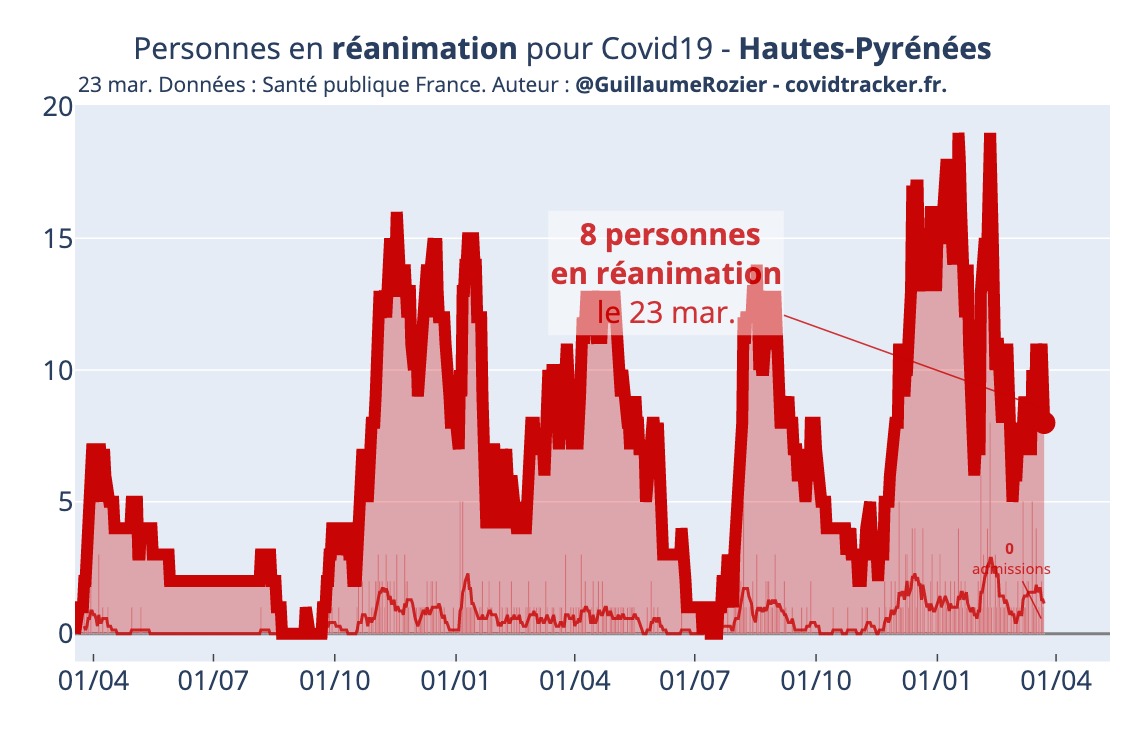 Personnes en réanimation pour Covid19 - Hautes-Pyrénées
23 mar. Données : Santé publique France. Auteur : @GuillaumeRozier - covidtracker.fr.
20
15
10
5
0
8 personnes
en réanimation
le 23 mar.
0
admissions
01/04
01/07
01/10
01/01
01/04
01/07
01/10
01/01
01/04